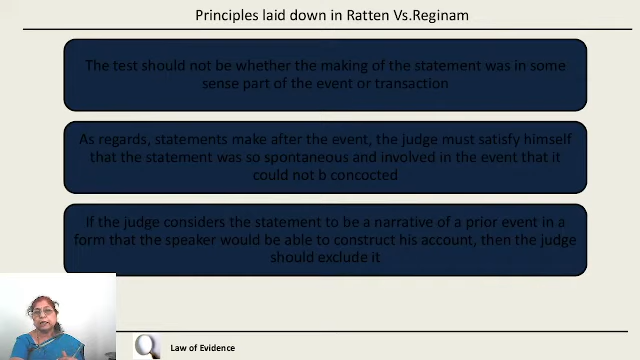 Principles laid down in Ratten Vs.Reginam
The test should not be whether the making of the statement was in some
sense part of the event or transaction
As regards, statements make after the event, the judge must satisfy himself
that the statement was so spontaneous and involved in the event that it
could not b concocted
If the judge considers the statement to be a narrative of a prior event in a
form that the speaker would be able to construct his account, then the judge
should exclude it
Law of Evidence